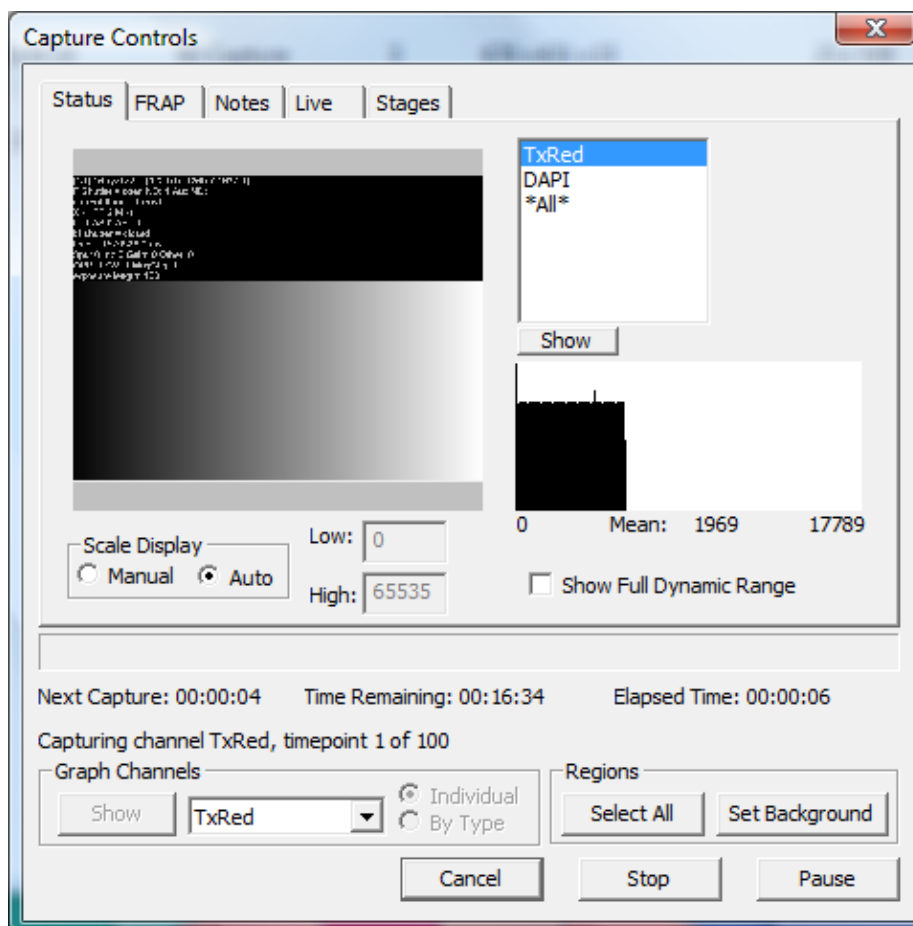 Capture Controls
Status FRAP Notes Live Stages
TxRed
DAPI
*All*
Show
0 Mean: 1969 17789
Scale Display
Manual Auto
Low: 0
High: 65535
Show Full Dynamic Range
Next Capture: 00:00:04 Time Remaining: 00:16:34 Elapsed Time: 00:00:06
Capturing channel TxRed, timepoint 1 of 100
Graph Channels
Show TxRed Individual
By Type
Regions
Select All Set Background
Cancel Stop Pause